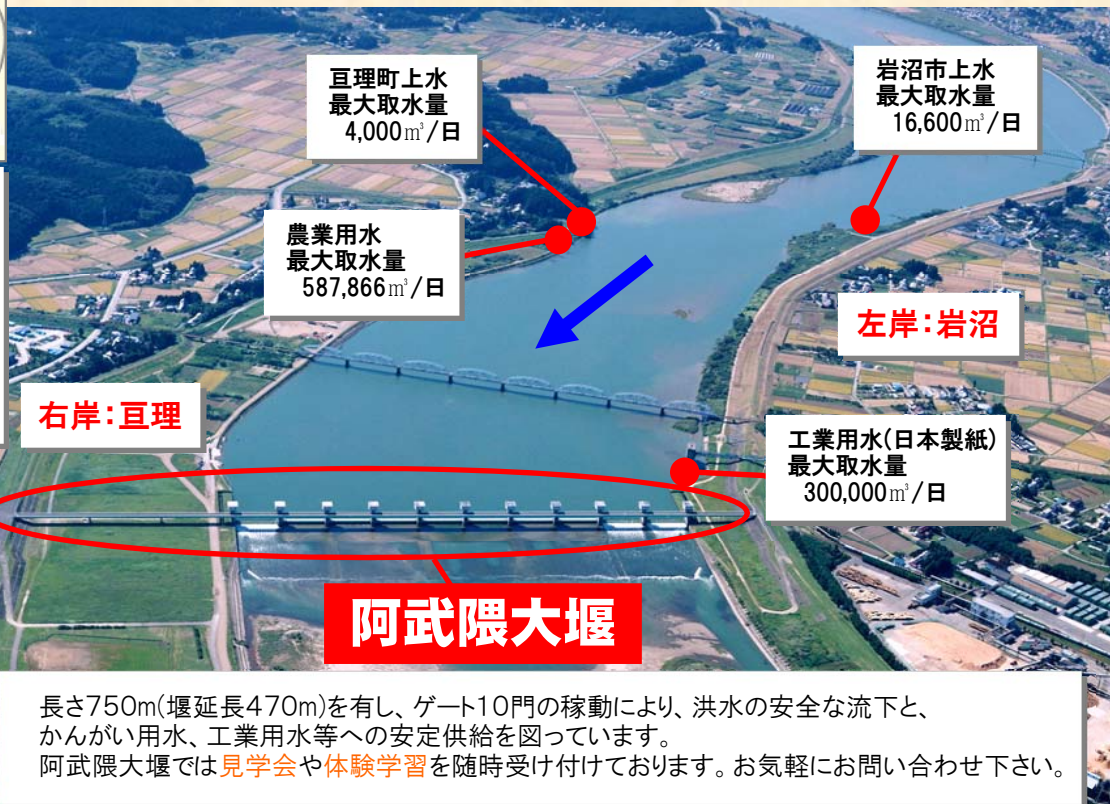 亘理町上水
最大取水量
4,000㎥/日
岩沼市上水
最大取水量
16,600㎥/日
農業用水
最大取水量
587,866㎥/日
左岸：岩沼
右岸：亘理
工業用水(日本製紙)
最大取水量
300,000㎥/日
阿武隈大堰
長さ750m(堰延長470m)を有し、ゲート10門の稼動により、洪水の安全な流下と、
かんがい用水、工業用水等への安定供給を図っています。
阿武隈大堰では見学会や体験学習を随時受け付けております。お気軽にお問い合わせ下さい。